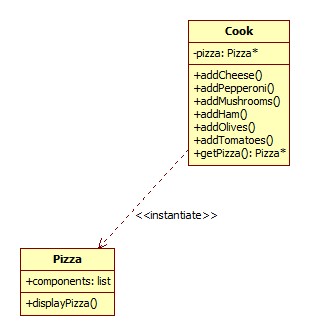 Cook
-pizza: Pizza*
+addCheese()
+addPepperoni()
+addMushrooms()
+addHam()
+addOlives()
+addTomatoes()
+getPizza(): Pizza*
<<instantiate>>
Pizza
+components: list
+displayPizza()